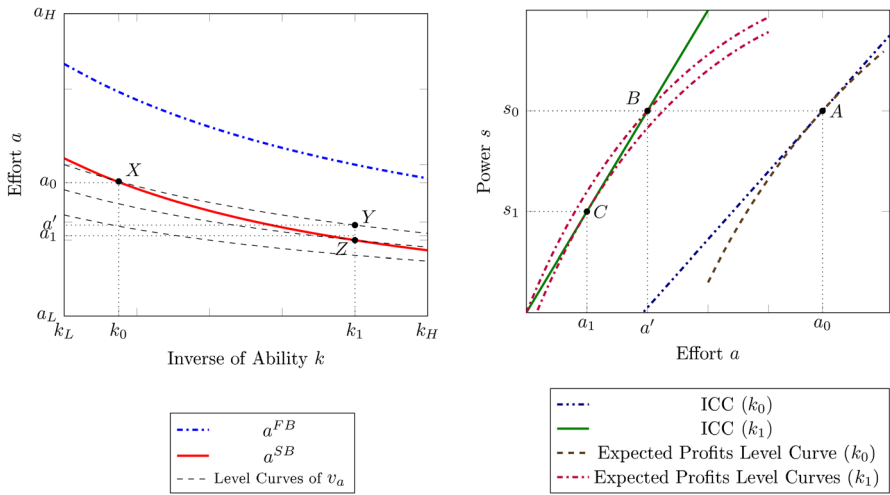 a_H
Effort a
a_0
a′
a_1
a_L
X
Y
Z
k_L
k_0
k_1
k_H
Inverse of Ability k
a^{FB}
a^{SB}
Level Curves of v_a
Power s
s_0
s_1
B
A
C
a_1
a′
a_0
Effort a
ICC (k_0)
ICC (k_1)
Expected Profits Level Curve (k_0)
Expected Profits Level Curves (k_1)